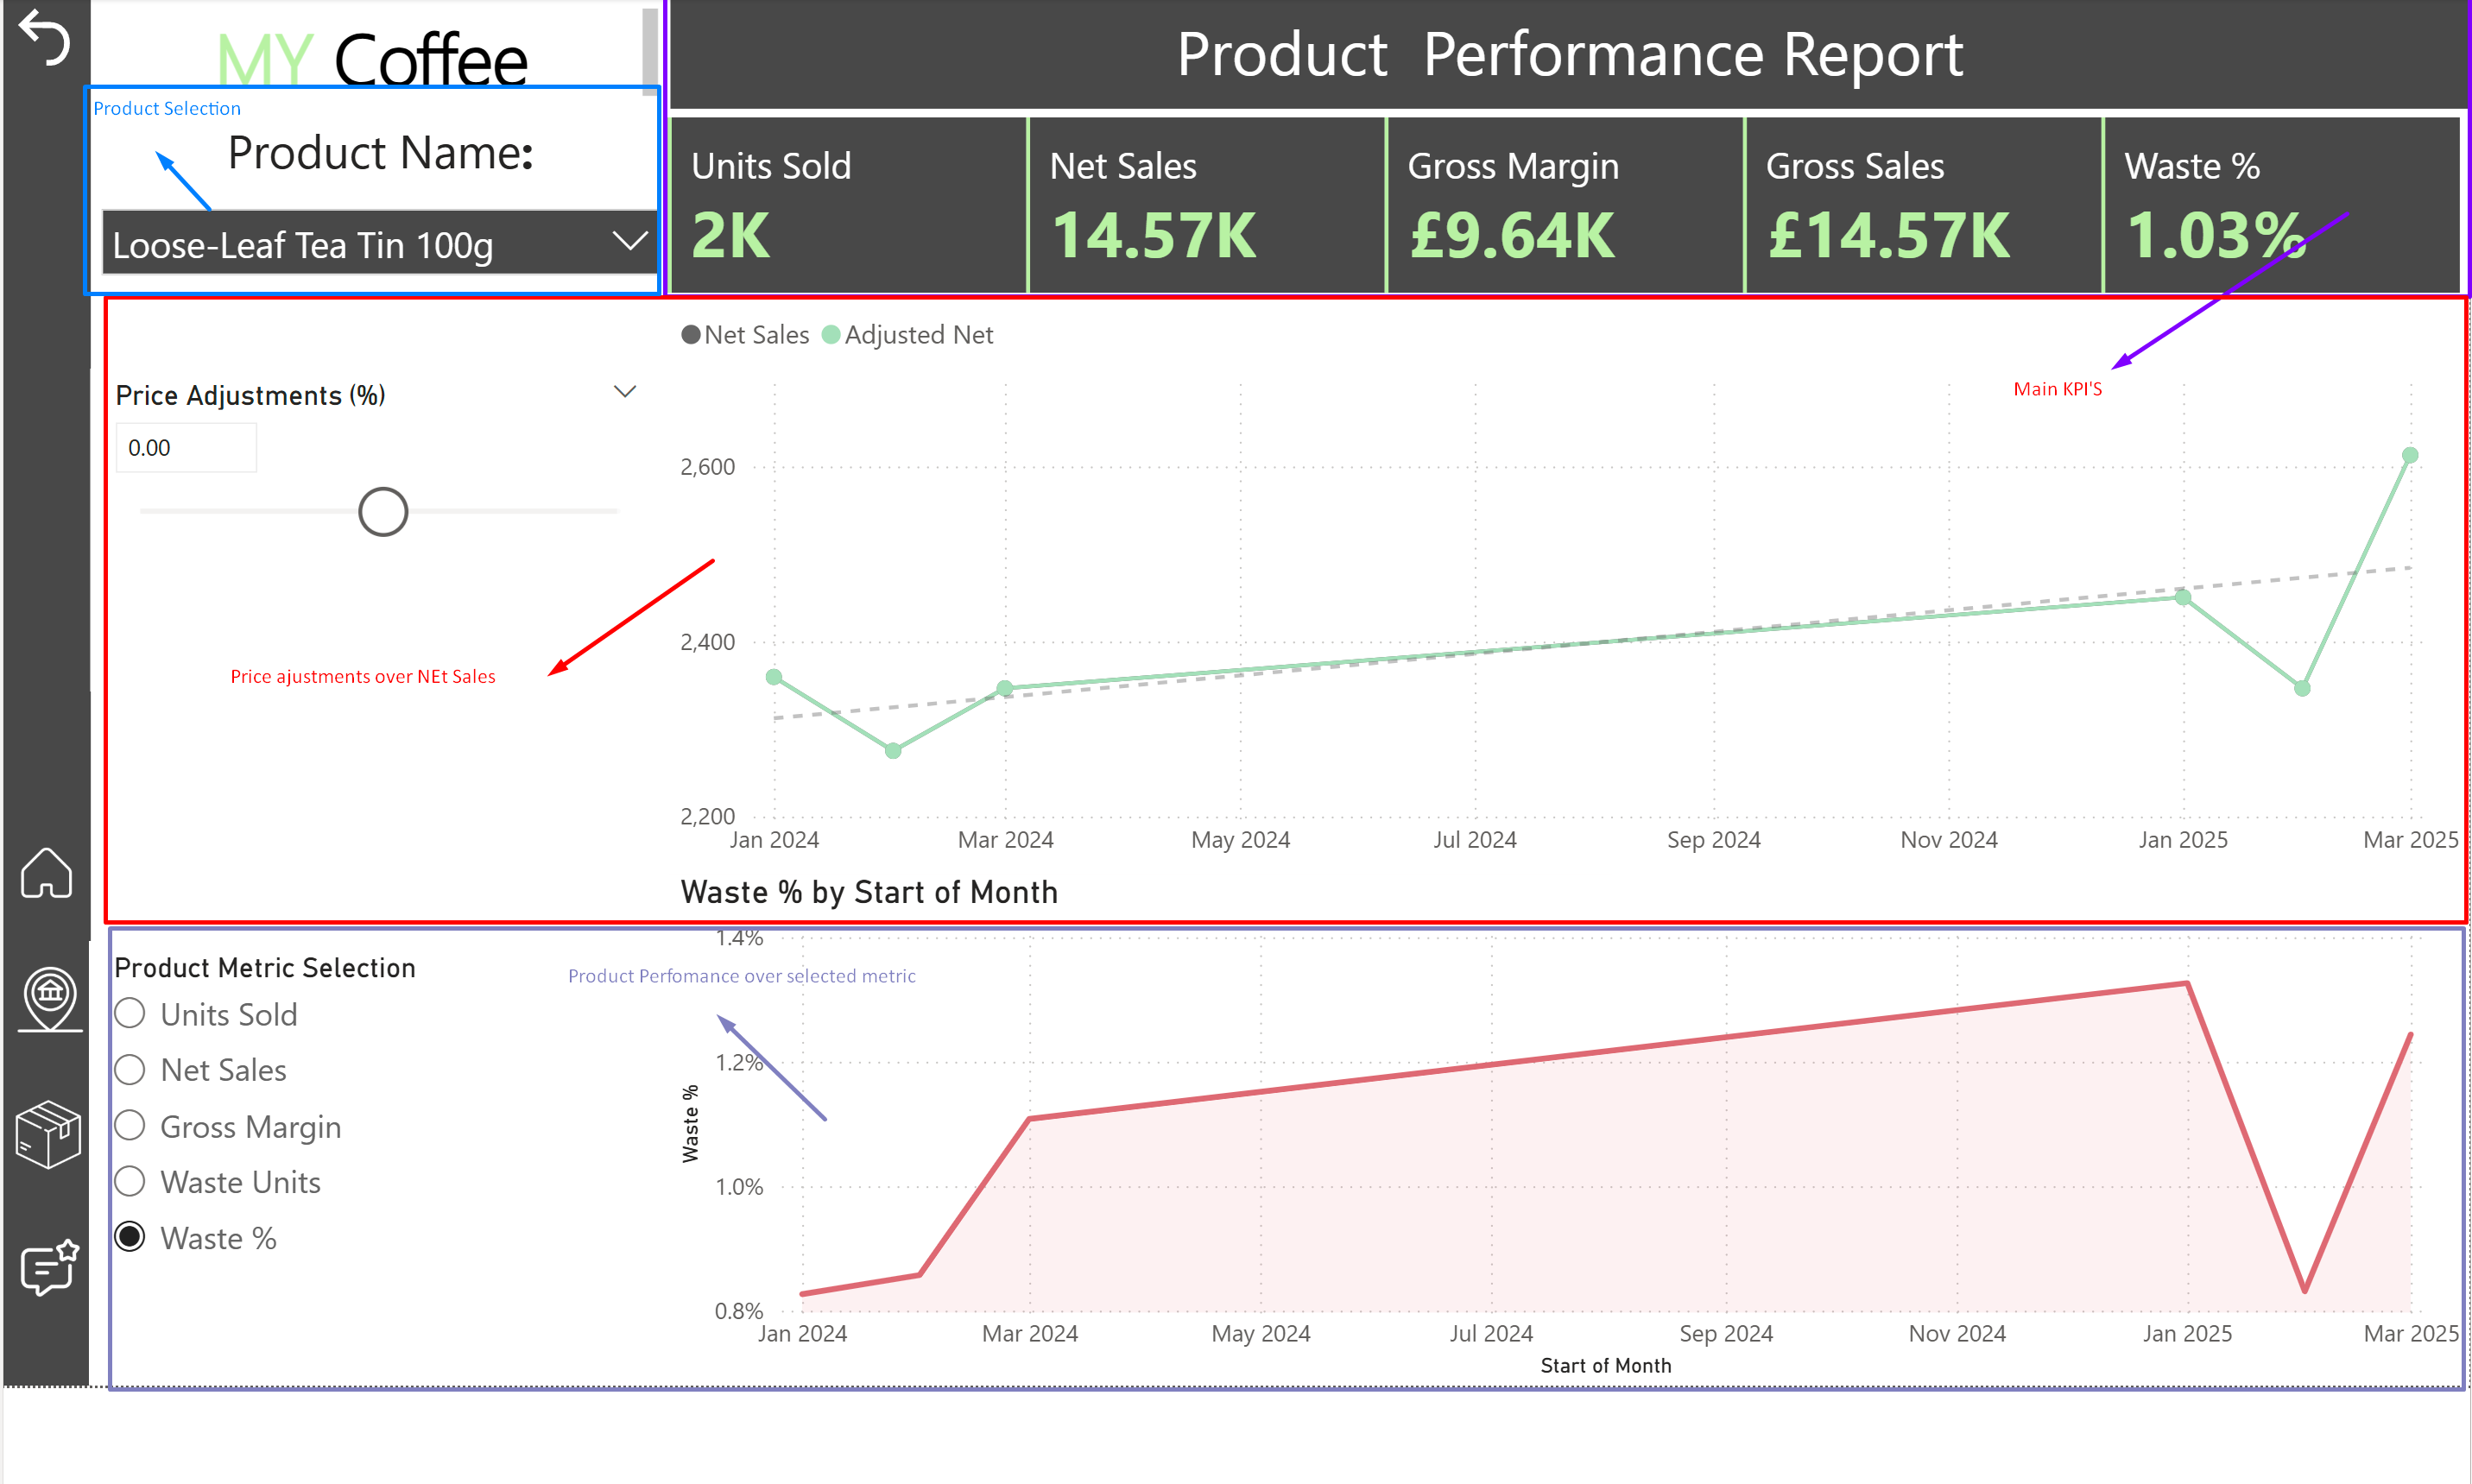 MY Coffee
Product Performance Report
Product Selection
Product Name:
Loose-Leaf Tea Tin 100g
Units Sold
2K
Net Sales
14.57K
Gross Margin
£9.64K
Gross Sales
£14.57K
Waste %
1.03%
Net Sales Adjusted Net
Main KPI'S
Price Adjustments (%)
0.00
Price ajustments over NEt Sales
2,600
2,400
2,200
Jan 2024 Mar 2024 May 2024 Jul 2024 Sep 2024 Nov 2024 Jan 2025 Mar 2025
Waste % by Start of Month
Product Metric Selection
Units Sold
Net Sales
Gross Margin
Waste Units
Waste %
Product Perfomance over selected metric
1.4%
1.2%
1.0%
0.8%
Waste %
Jan 2024 Mar 2024 May 2024 Jul 2024 Sep 2024 Nov 2024 Jan 2025 Mar 2025
Start of Month